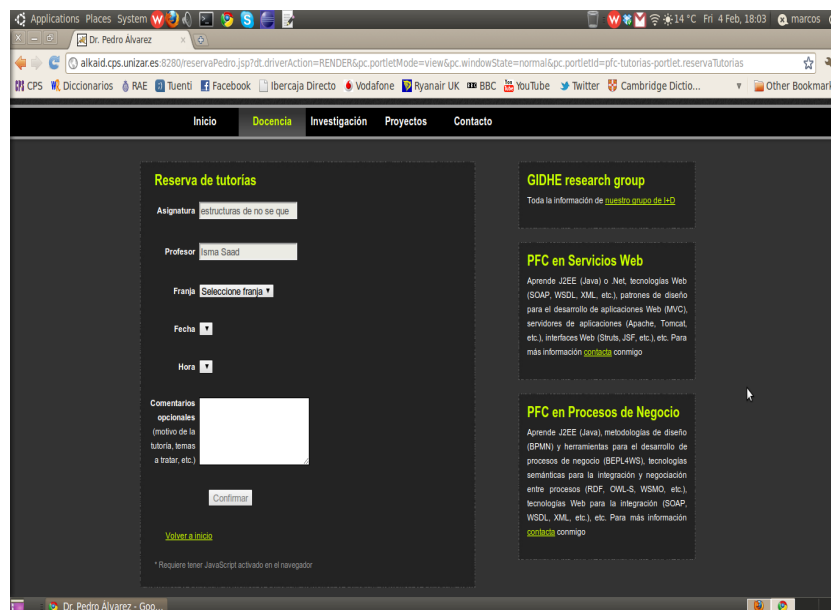 Applications Places System 14 °C Fri 4 Feb, 18:03 marcos
Dr. Pedro Álvarez
alkaid.cps.unizar.es:8280/reservaPedro.jsp?dt.driverAction=RENDER&pc.portletMode=view&pc.windowState=normal&pc.portletId=pfc-tutorias-portlet.reservaTutorias
CPS Diccionarios RAE Tuenti Facebook Ibercaja Directo Vodafone Ryanair UK BBC YouTube Twitter Cambridge Dictio... Other Bookmark
Inicio Docencia Investigación Proyectos Contacto
Reserva de tutorias
Asignatura estructuras de no se que
Profesor Isma Saad
Franja Seleccione franja
Fecha
Hora
Comentarios
opcionales
(motivo de la
tutoría, temas
a tratar, etc.)
Confirmar
Volver a inicio
* Requiere tener JavaScript activado en el navegador
GIDHE research group
Toda la información de nuestro grupo de I+D
PFC en Servicios Web
Aprende J2EE (Java) o .Net, tecnologías Web
(SOAP, WSDL, XML, etc.), patrones de diseño
para el desarrollo de aplicaciones Web (MVC),
servidores de aplicaciones (Apache, Tomcat,
etc.), interfaces Web (Struts, JSF, etc.), etc. Para
más información contacta conmigo
PFC en Procesos de Negocio
Aprende J2EE (Java), metodologías de diseño
(BPMN) y herramientas para el desarrollo de
procesos de negocio (BEPL4WS), tecnologías
semánticas para la integración y negociación
entre procesos (RDF, OWL-S, WSMO, etc.),
tecnologías Web para la integración (SOAP,
WSDL, XML, etc.), etc. Para más información
contacta conmigo
Dr. Pedro Álvarez - Goo...